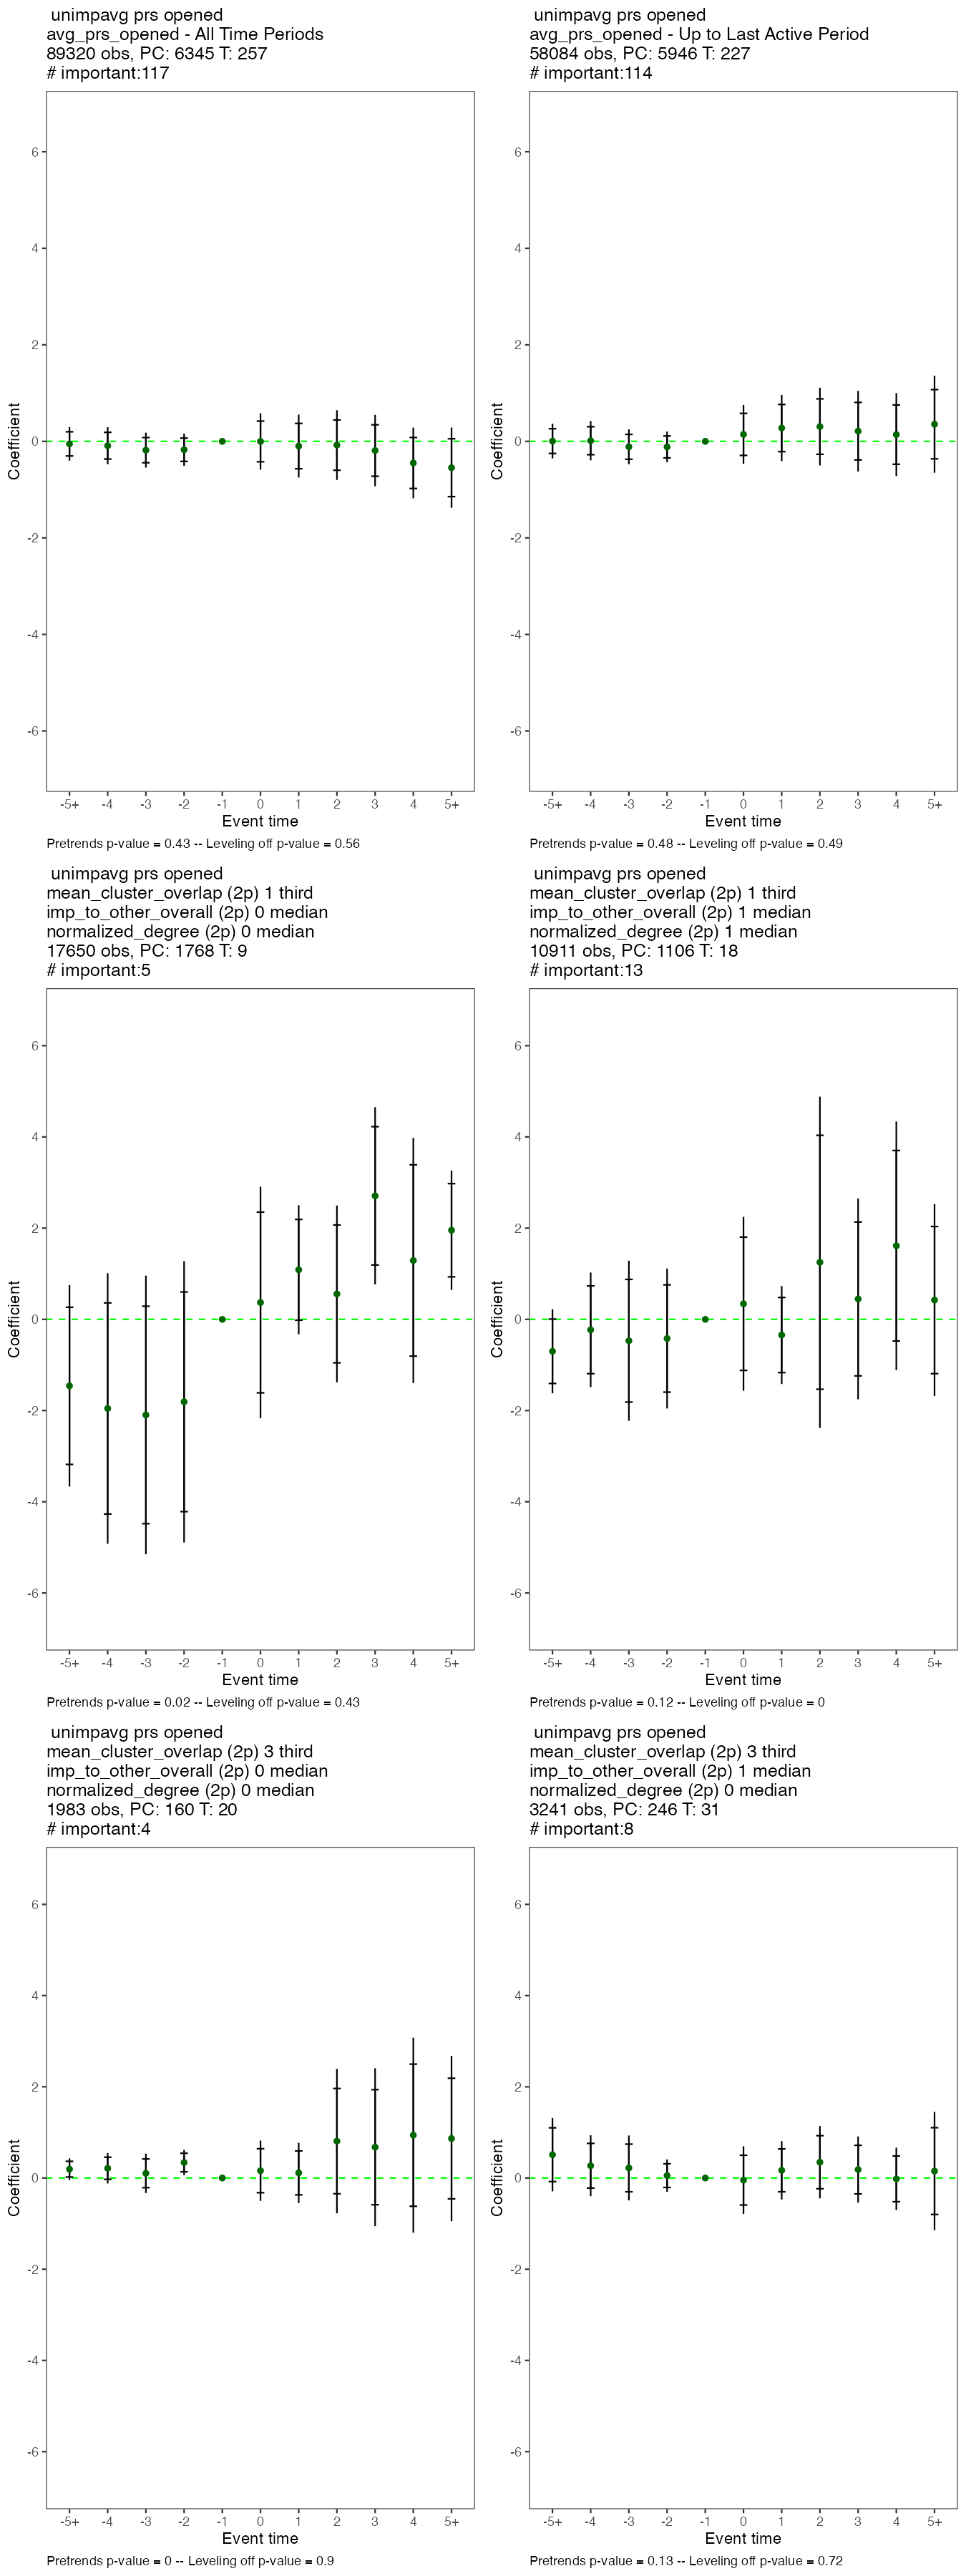 unimpavg prs opened
avg_prs_opened - All Time Periods
89320 obs, PC: 6345 T: 257
# important:117
Coefficient
6
4
2
0
-2
-4
-6
-5+ -4 -3 -2 -1 0 1 2 3 4 5+
Event time
Pretrends p-value = 0.43 -- Leveling off p-value = 0.56
unimpavg prs opened
avg_prs_opened - Up to Last Active Period
58084 obs, PC: 5946 T: 227
# important:114
Coefficient
6
4
2
0
-2
-4
-6
-5+ -4 -3 -2 -1 0 1 2 3 4 5+
Event time
Pretrends p-value = 0.48 -- Leveling off p-value = 0.49
unimpavg prs opened
mean_cluster_overlap (2p) 1 third
imp_to_other_overall (2p) 0 median
normalized_degree (2p) 0 median
17650 obs, PC: 1768 T: 9
# important:5
Coefficient
6
4
2
0
-2
-4
-6
-5+ -4 -3 -2 -1 0 1 2 3 4 5+
Event time
Pretrends p-value = 0.02 -- Leveling off p-value = 0.43
unimpavg prs opened
mean_cluster_overlap (2p) 1 third
imp_to_other_overall (2p) 1 median
normalized_degree (2p) 1 median
10911 obs, PC: 1106 T: 18
# important:13
Coefficient
6
4
2
0
-2
-4
-6
-5+ -4 -3 -2 -1 0 1 2 3 4 5+
Event time
Pretrends p-value = 0.12 -- Leveling off p-value = 0
unimpavg prs opened
mean_cluster_overlap (2p) 3 third
imp_to_other_overall (2p) 0 median
normalized_degree (2p) 0 median
1983 obs, PC: 160 T: 20
# important:4
Coefficient
6
4
2
0
-2
-4
-6
-5+ -4 -3 -2 -1 0 1 2 3 4 5+
Event time
Pretrends p-value = 0 -- Leveling off p-value = 0.9
unimpavg prs opened
mean_cluster_overlap (2p) 3 third
imp_to_other_overall (2p) 1 median
normalized_degree (2p) 0 median
3241 obs, PC: 246 T: 31
# important:8
Coefficient
6
4
2
0
-2
-4
-6
-5+ -4 -3 -2 -1 0 1 2 3 4 5+
Event time
Pretrends p-value = 0.13 -- Leveling off p-value = 0.72